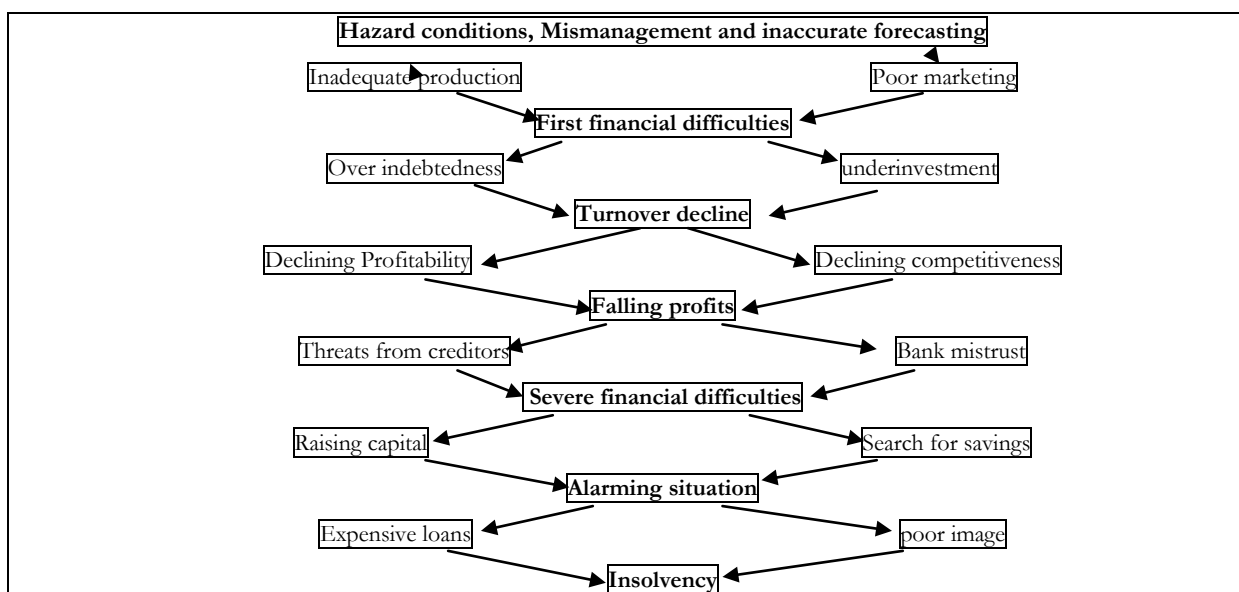 Hazard conditions, Mismanagement and inaccurate forecasting
Inadequate production
Poor marketing
First financial difficulties
Over indebtedness
underinvestment
Turnover decline
Declining Profitability
Declining competitiveness
Falling profits
Threats from creditors
Bank mistrust
Severe financial difficulties
Raising capital
Search for savings
Alarming situation
Expensive loans
poor image
Insolvency